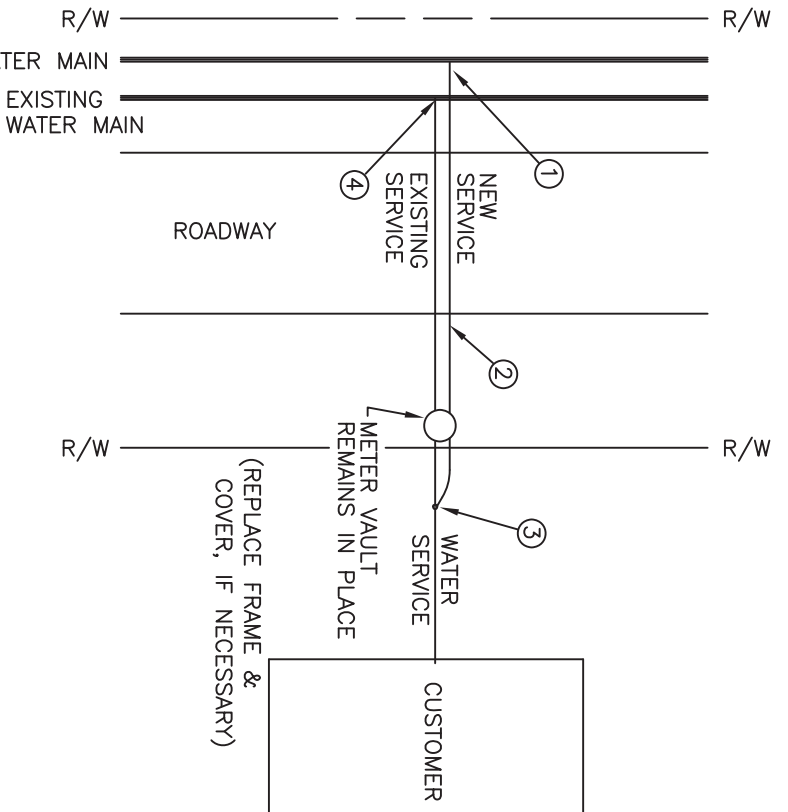 R/W
R/W
TER MAIN
EXISTING
WATER MAIN
1
4
NEW
SERVICE
EXISTING
SERVICE
ROADWAY
2
R/W
R/W
METER VAULT
REMAINS IN PLACE
(REPLACE FRAME &
COVER, IF NECESSARY)
3
WATER
SERVICE
CUSTOMER